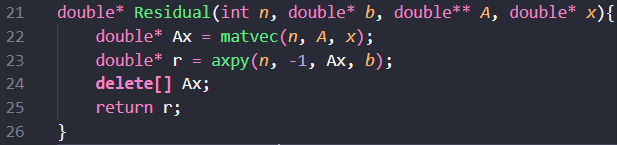 21 double* Residual(int n, double* b, double** A, double* x){
22     double* Ax = matvec(n, A, x);
23     double* r = axpy(n, -1, Ax, b);
24     delete[] Ax;
25     return r;
26 }